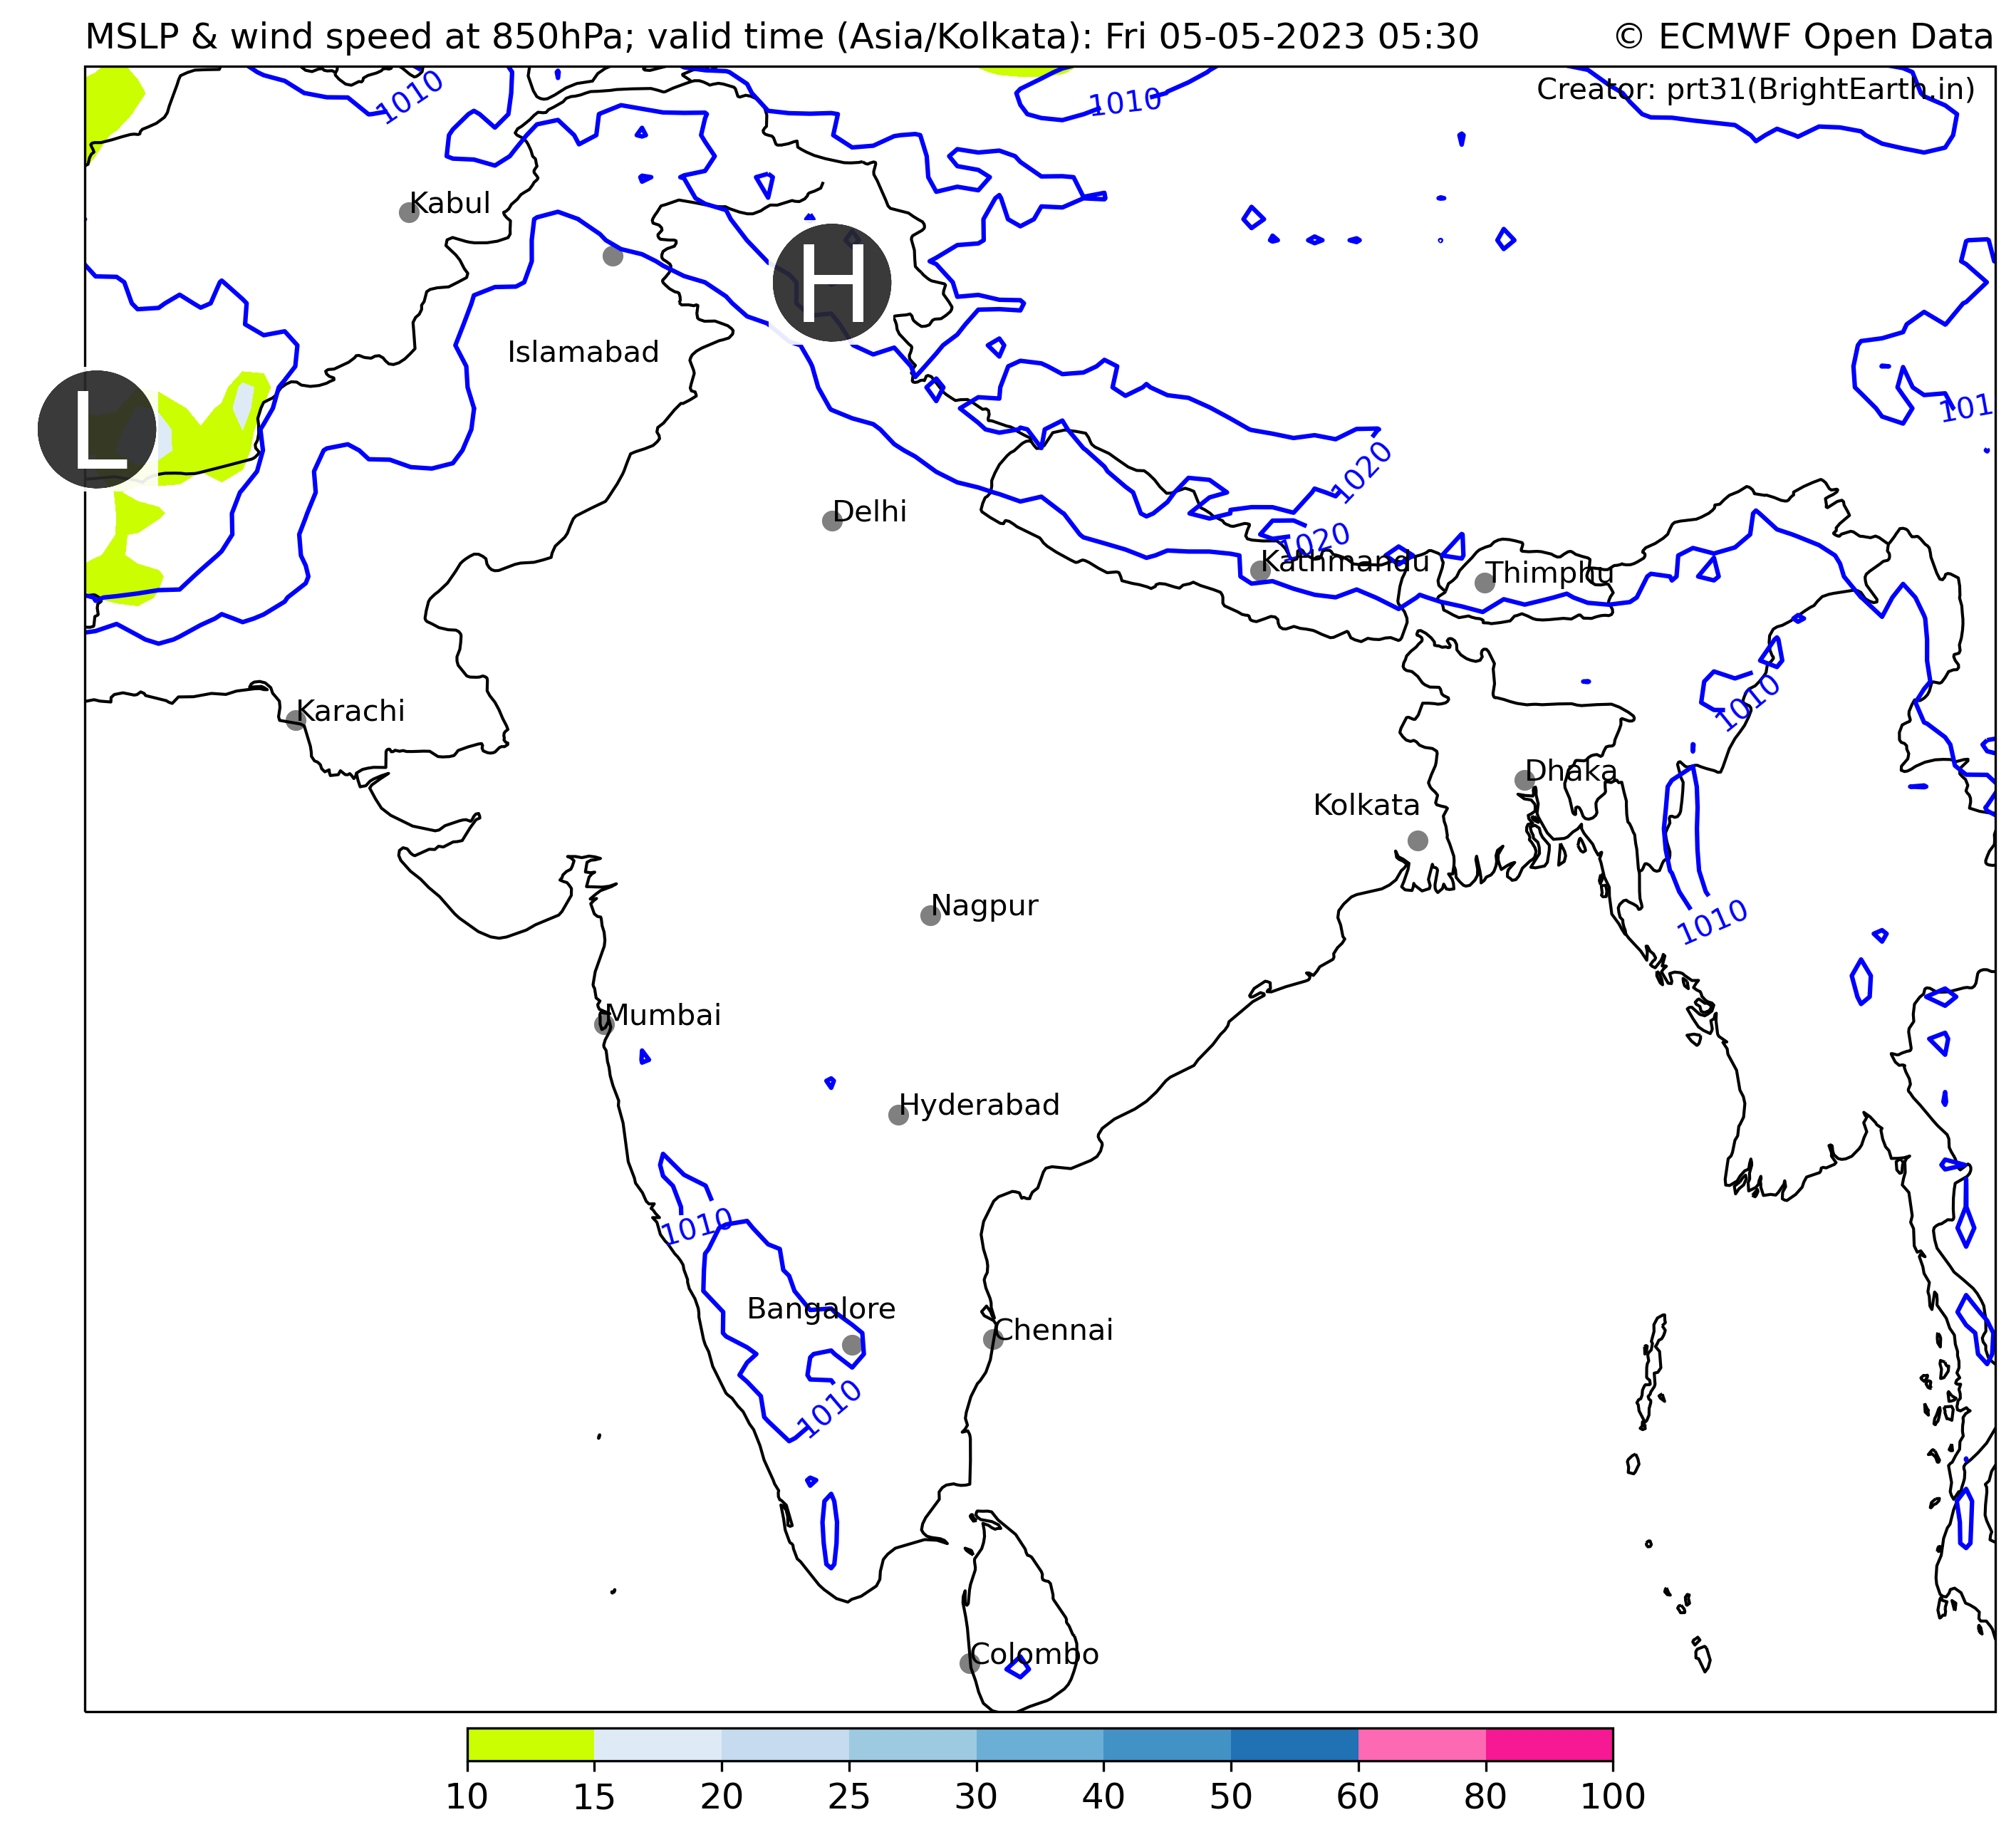 MSLP & wind speed at 850hPa; valid time (Asia/Kolkata): Fri 05-05-2023 05:30 © ECMWF Open Data
Creator: prt31(BrightEarth.in)
1010
1010
Kabul
H
Islamabad
L
101
1020
Delhi
1020
Kathmandu
Thimphu
1010
Karachi
Dhaka
Kolkata
Nagpur
1010
Mumbai
Hyderabad
1010
Bangalore
Chennai
1010
Colombo
10 15 20 25 30 40 50 60 80 100